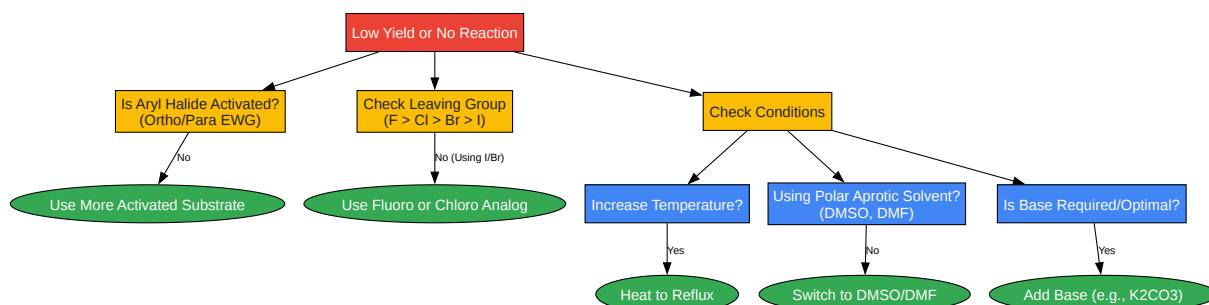 Low Yield or No Reaction
Is Aryl Halide Activated?
(Ortho/Para EWG)
Check Leaving Group
(F > Cl > Br > I)
Check Conditions
No
No (Using I/Br)
Use More Activated Substrate
Use Fluoro or Chloro Analog
Increase Temperature?
Using Polar Aprotic Solvent?
(DMSO, DMF)
Is Base Required/Optimal?
Yes
No
Yes
Heat to Reflux
Switch to DMSO/DMF
Add Base (e.g., K2CO3)